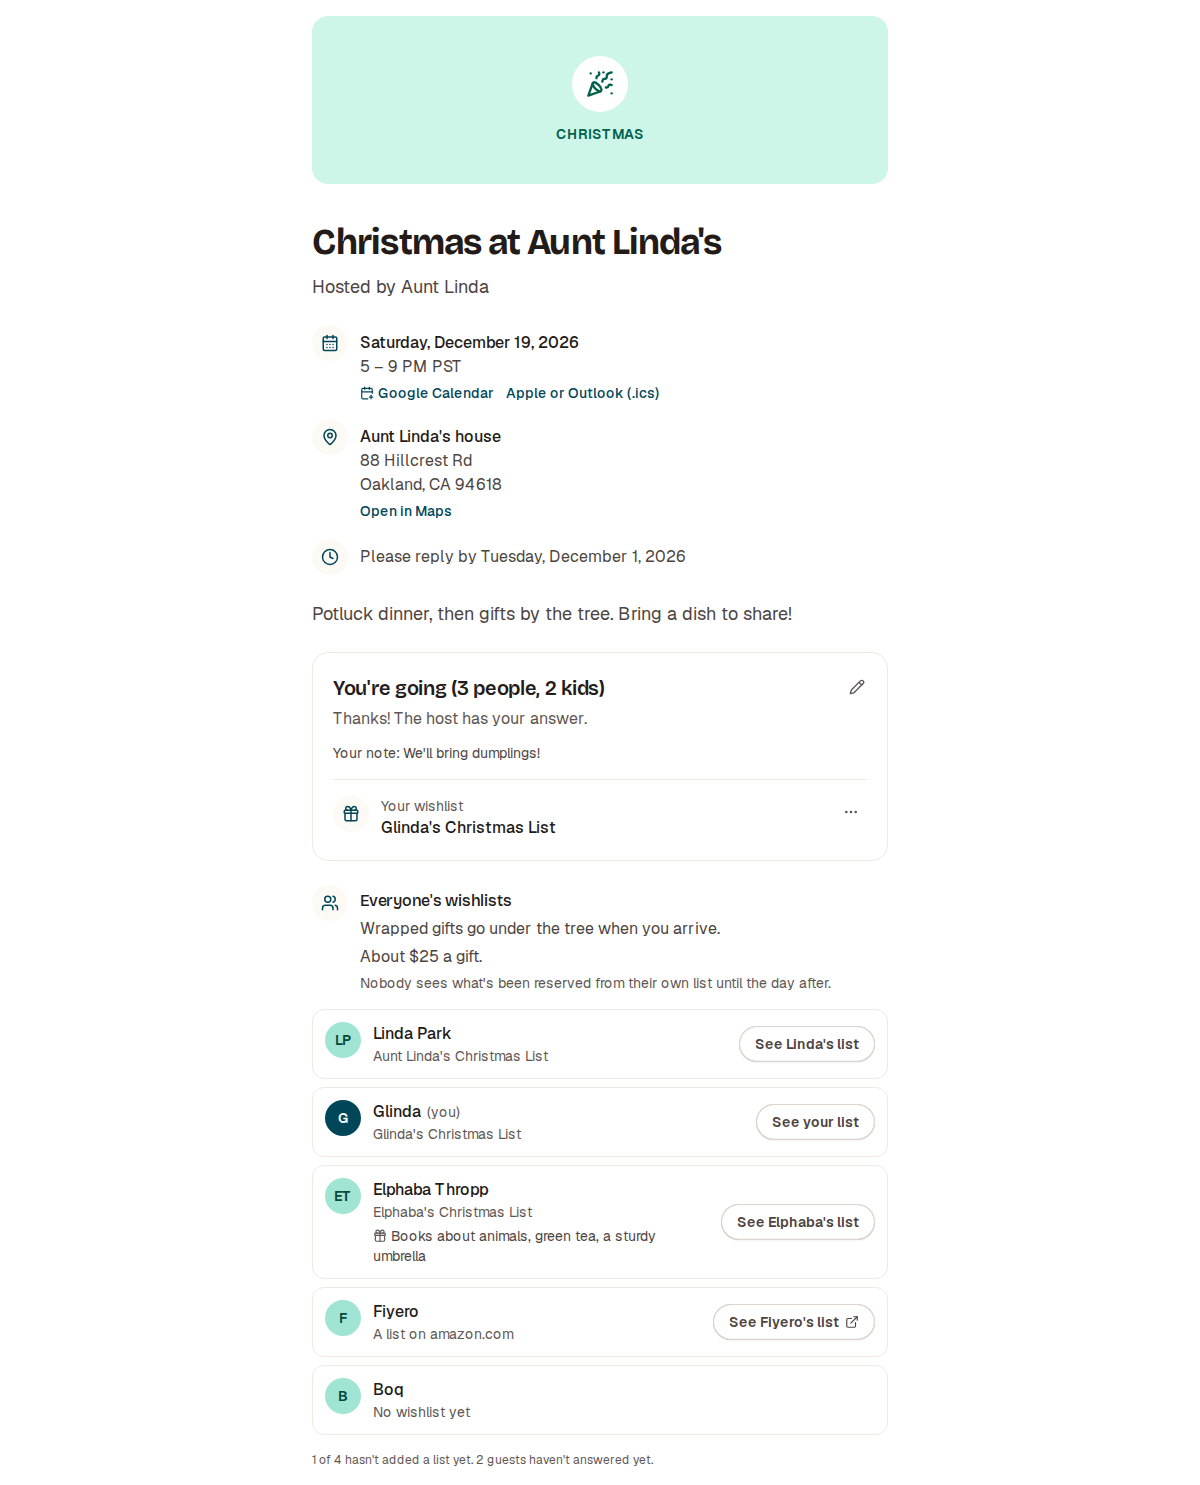 CHRISTMAS
Christmas at Aunt Linda's
Hosted by Aunt Linda
Saturday, December 19, 2026
5 – 9 PM PST
Google Calendar Apple or Outlook (.ics)
Aunt Linda's house
88 Hillcrest Rd
Oakland, CA 94618
Open in Maps
Please reply by Tuesday, December 1, 2026
Potluck dinner, then gifts by the tree. Bring a dish to share!
You're going (3 people, 2 kids)
Thanks! The host has your answer.
Your note: We'll bring dumplings!
Your wishlist
Glinda's Christmas List
Everyone's wishlists
Wrapped gifts go under the tree when you arrive.
About $25 a gift.
Nobody sees what's been reserved from their own list until the day after.
LP
Linda Park
Aunt Linda's Christmas List
See Linda's list
G
Glinda (you)
Glinda's Christmas List
See your list
ET
Elphaba Thropp
Elphaba's Christmas List
Books about animals, green tea, a sturdy
umbrella
See Elphaba's list
F
Fiyero
A list on amazon.com
See Fiyero's list
B
Boq
No wishlist yet
1 of 4 hasn't added a list yet. 2 guests haven't answered yet.